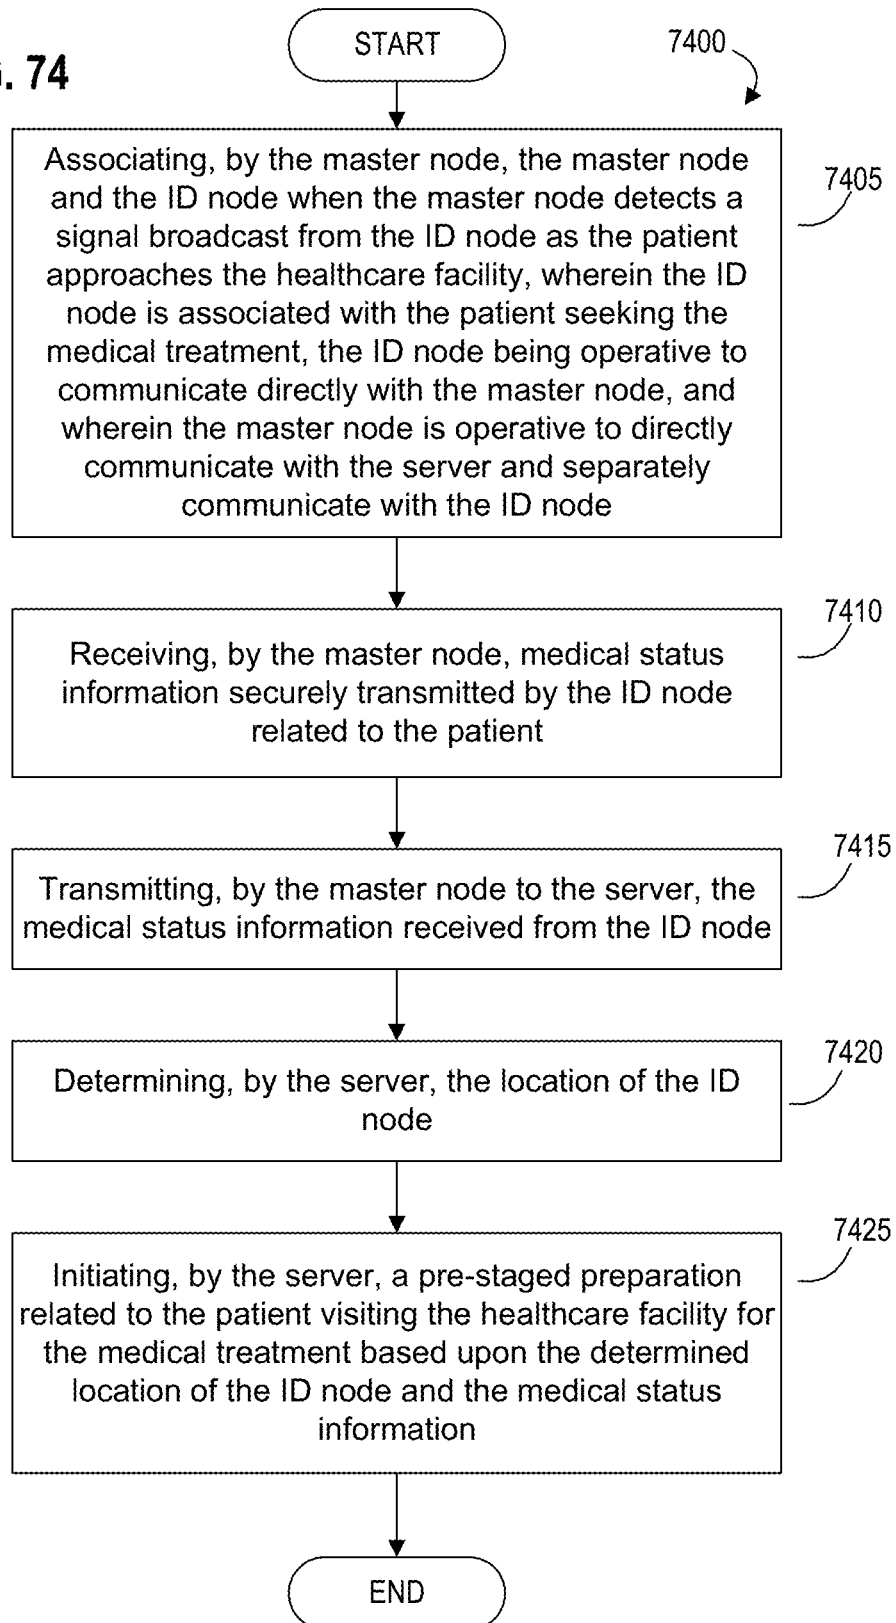 START
7400
. 74
Associating, by the master node, the master node
and the ID node when the master node detects a
signal broadcast from the ID node as the patient
approaches the healthcare facility, wherein the ID
node is associated with the patient seeking the
medical treatment, the ID node being operative to
communicate directly with the master node, and
wherein the master node is operative to directly
communicate with the server and separately
communicate with the ID node
7405
Receiving, by the master node, medical status
information securely transmitted by the ID node
related to the patient
7410
Transmitting, by the master node to the server, the
medical status information received from the ID node
7415
Determining, by the server, the location of the ID
node
7420
Initiating, by the server, a pre-staged preparation
related to the patient visiting the healthcare facility for
the medical treatment based upon the determined
location of the ID node and the medical status
information
7425
END